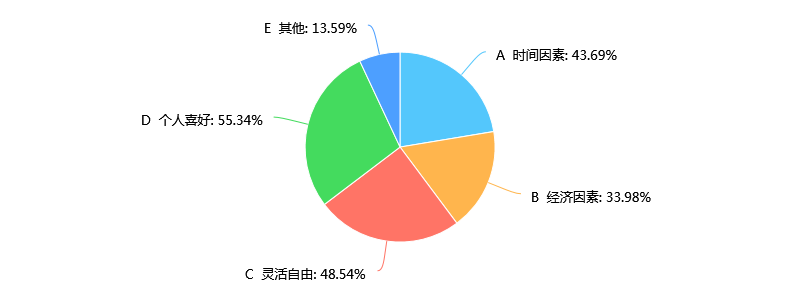 E 其他: 13.59%
A 时间因素: 43.69%
D 个人喜好: 55.34%
B 经济因素: 33.98%
C 灵活自由: 48.54%